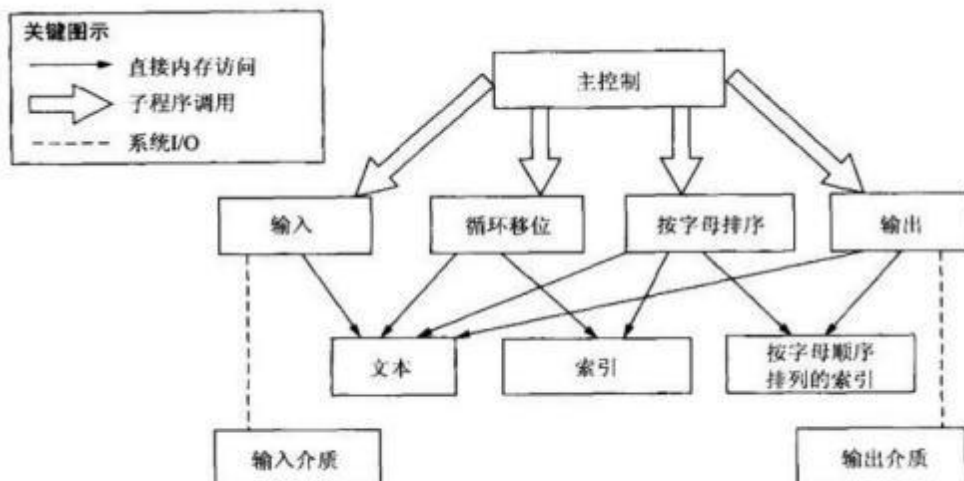 关键图示
直接内存访问
子程序调用
系统I/O
主控制
输入
循环移位
按字母排序
输出
文本
索引
按字母顺序
排列的索引
输入介质
输出介质